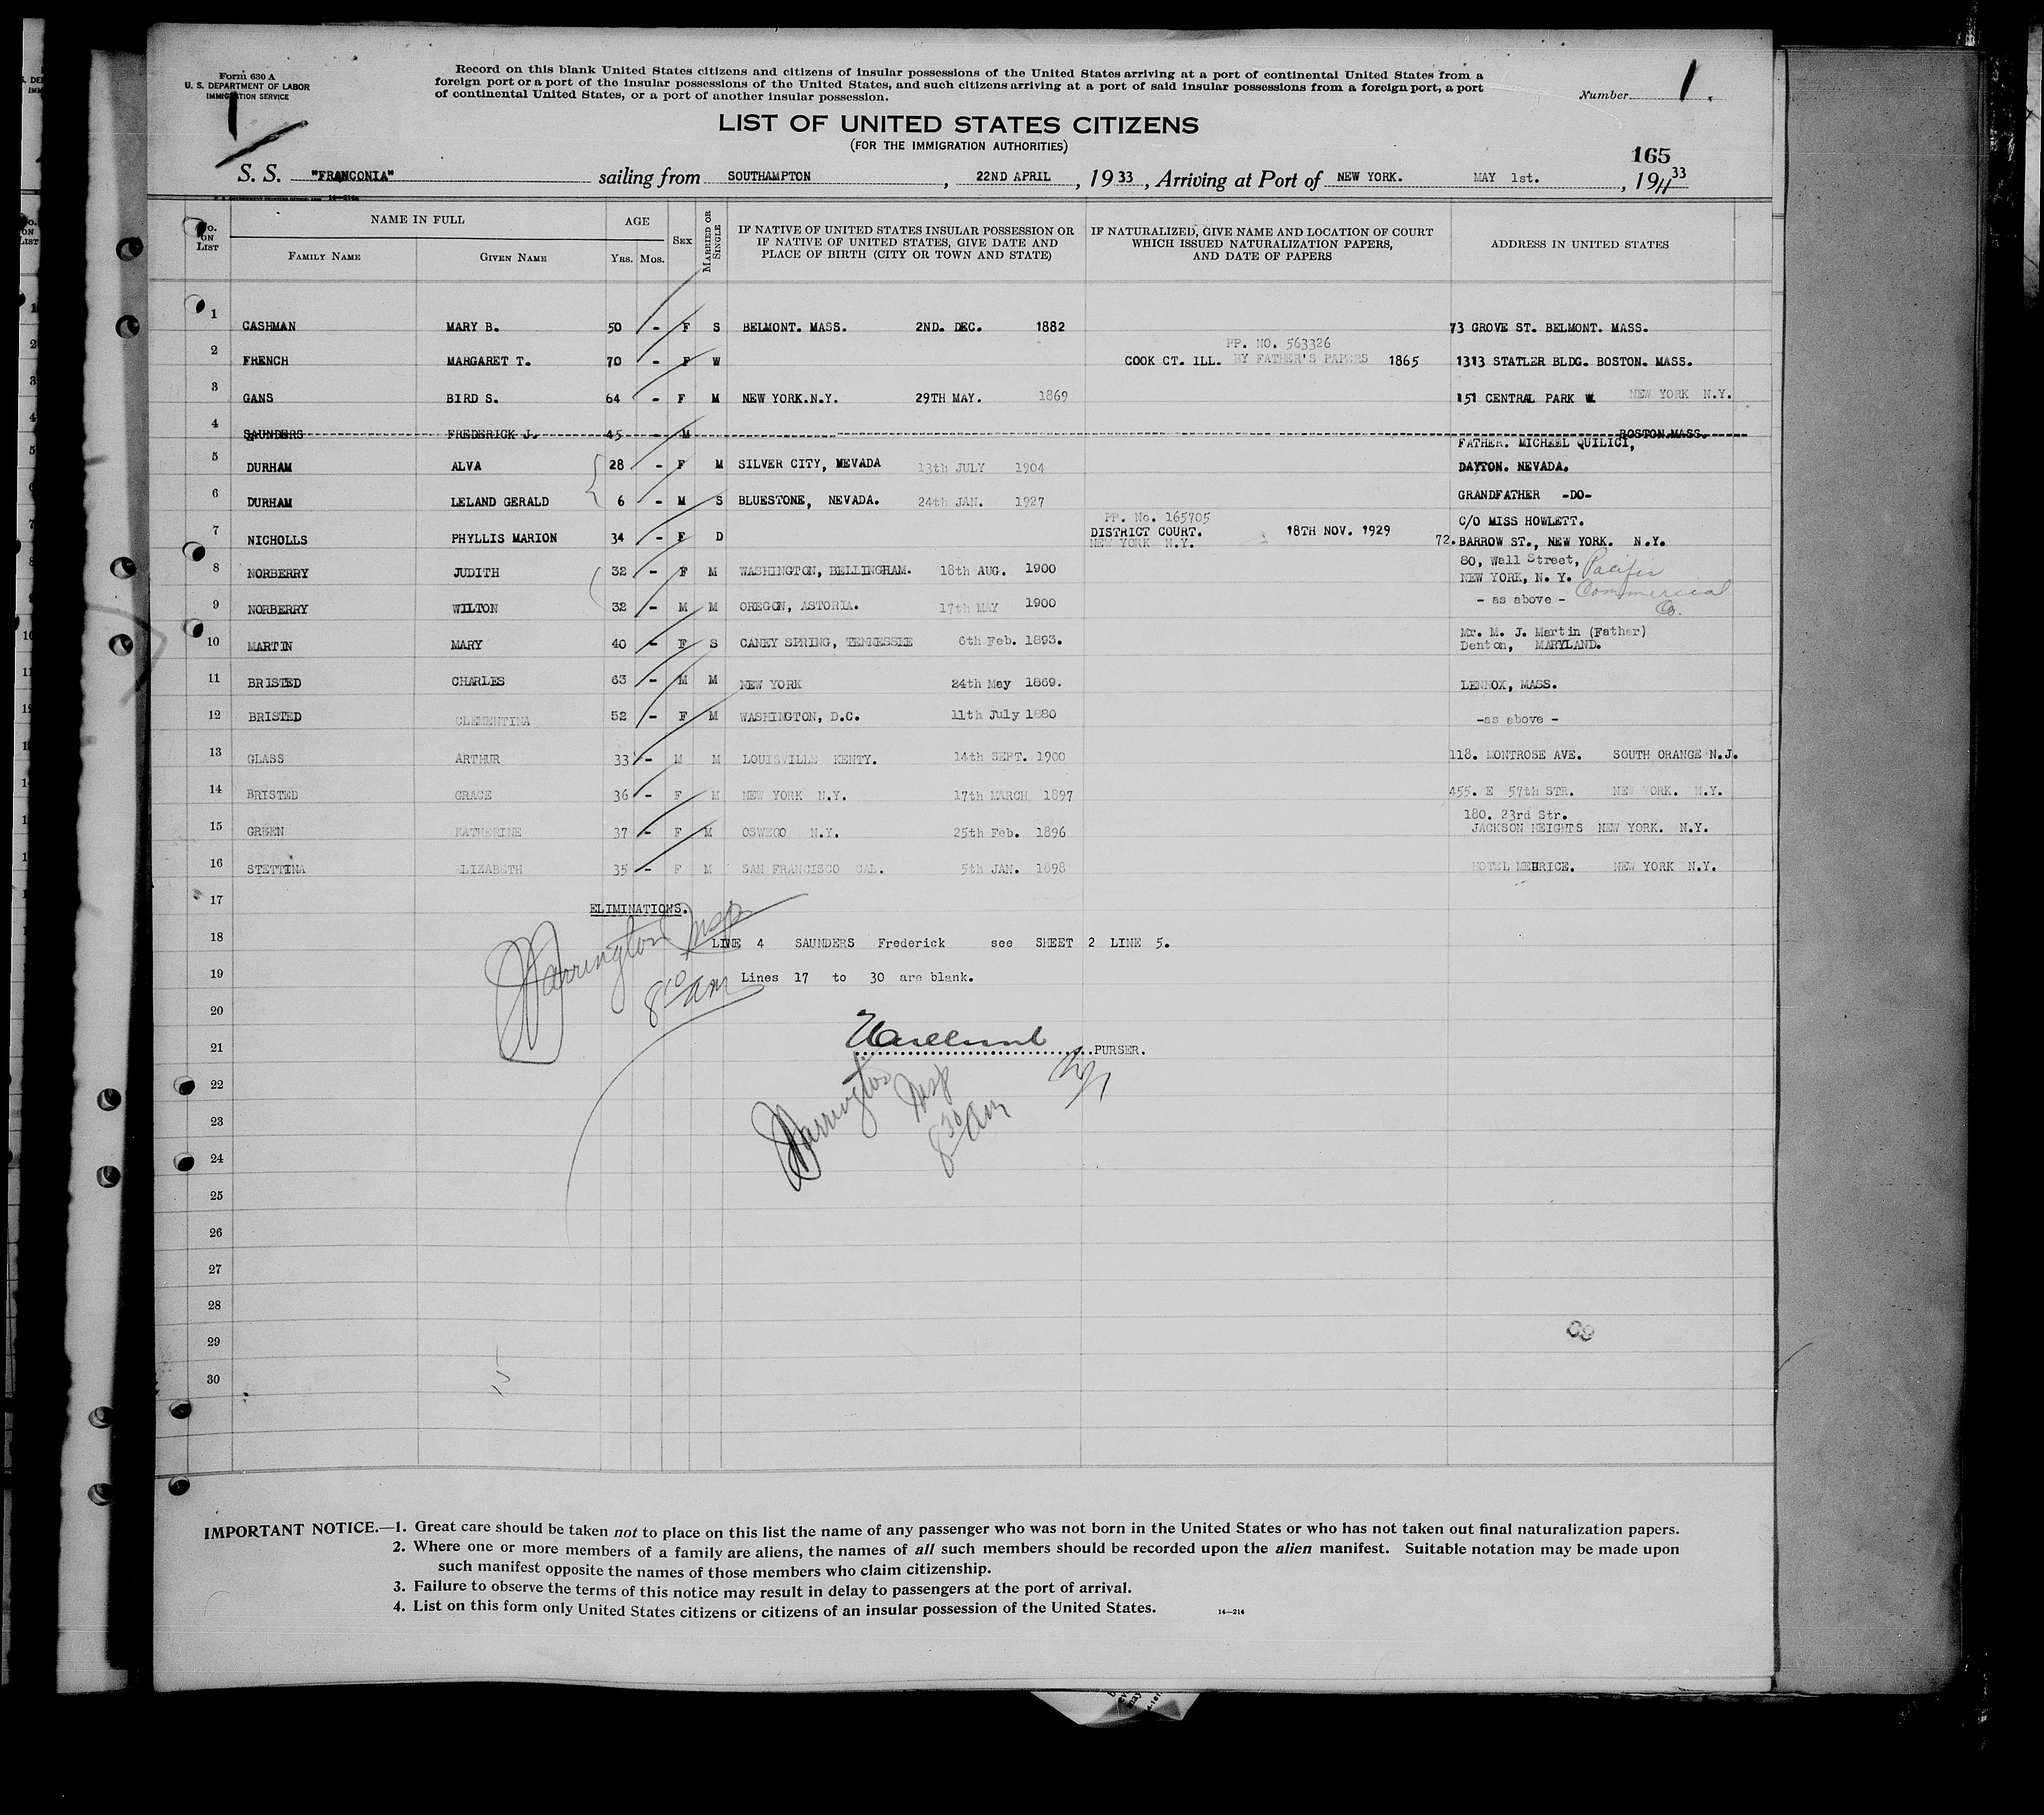 Form 630 A
U. S. DEPARTMENT OF LABOR
IMMIGRATION SERVICE
Record on this blank United States citizens and citizens of insular possessions of the United States arriving at a port of continental United States from a
foreign port or a port of the insular possessions of the United States, and such citizens arriving at a port of said insular possessions from a foreign port, a port
of continental United States, or a port of another insular possession.
Number 1.
LIST OF UNITED STATES CITIZENS
(FOR THE IMMIGRATION AUTHORITIES)
165
S. S. "FRANCONIA" sailing from SOUTHAMPTON, 22ND APRIL, 1933, Arriving at Port of NEW YORK. MAY 1st., 19 33
No. ON LIST
NAME IN FULL
FAMILY NAME GIVEN NAME
AGE
YRS. MOS.
SEX
MARRIED OR SINGLE
IF NATIVE OF UNITED STATES INSULAR POSSESSION OR
IF NATIVE OF UNITED STATES, GIVE DATE AND
PLACE OF BIRTH (CITY OR TOWN AND STATE)
IF NATURALIZED, GIVE NAME AND LOCATION OF COURT
WHICH ISSUED NATURALIZATION PAPERS,
AND DATE OF PAPERS
ADDRESS IN UNITED STATES
1 CASHMAN MARY B. 50 - F S BELMONT. MASS. 2ND. DEC. 1882 73 GROVE ST. BELMONT. MASS.
PP. NO. 563326
2 FRENCH MARGARET T. 70 - F W COOK CT. ILL. BY FATHER'S PAPERS 1865 1313 STATLER BLDG. BOSTON. MASS.
3 GANS BIRD S. 64 - F M NEW YORK.N.Y. 29TH MAY. 1869 151 CENTRAL PARK W. NEW YORK N.Y.
4 SAUNDERS FREDERICK J. 45 - M BOSTON.MASS.
FATHER. MICHAEL QUILICI,
5 DURHAM ALVA 28 - F M SILVER CITY, NEVADA 13th JULY 1904 DAYTON. NEVADA.
6 DURHAM LELAND GERALD 6 - M S BLUESTONE, NEVADA. 24th JAN. 1927 GRANDFATHER -DO-
PP. No. 165705 C/O MISS HOWLETT.
7 NICHOLLS PHYLLIS MARION 34 - F D DISTRICT COURT. 18TH NOV. 1929 72. BARROW ST., NEW YORK. N.Y.
NEW YORK N.Y.
80, Wall Street, Pacific
8 NORBERRY JUDITH 32 - F M WASHINGTON, BELLINGHAM. 18th AUG. 1900 NEW YORK, N. Y.
9 NORBERRY WILTON 32 - M M OREGON, ASTORIA. 17th MAY 1900 - as above - Commercial Co.
Mr. M. J. Martin (Father)
10 MARTIN MARY 40 - F S CANEY SPRING, TENNESSEE 6th Feb. 1893. Denton, MARYLAND.
11 BRISTED CHARLES 63 - M M NEW YORK 24th May 1869. LENNOX, MASS.
12 BRISTED CLEMENTINA 52 - F M WASHINGTON, D.C. 11th July 1880 -as above -
13 GLASS ARTHUR 33 - M M LOUISVILLE KENTY. 14th SEPT. 1900 118. MONTROSE AVE. SOUTH ORANGE N.J.
14 BRISTED GRACE 36 - F M NEW YORK N.Y. 17th MARCH 1897 455. E 57th STR. NEW YORK. N.Y.
180. 23rd Str.
15 GREEN KATHERINE 37 - F M OSWEGO N.Y. 25th Feb. 1896 JACKSON HEIGHTS NEW YORK. N.Y.
16 STETTINA ELIZABETH 35 - F M SAN FRANCISCO CAL. 5th JAN. 1898 HOTEL MEURICE. NEW YORK N.Y.
17 ELIMINATIONS.
Warrington Insp
8 10 am
18 LINE 4 SAUNDERS Frederick see SHEET 2 LINE 5.
19 Lines 17 to 30 are blank.
20
21 PURSER.
22
Warrington Insp
8 30 am
23
24
25
26
27
28
29
30
IMPORTANT NOTICE.—1. Great care should be taken not to place on this list the name of any passenger who was not born in the United States or who has not taken out final naturalization papers.
2. Where one or more members of a family are aliens, the names of all such members should be recorded upon the alien manifest. Suitable notation may be made upon
such manifest opposite the names of those members who claim citizenship.
3. Failure to observe the terms of this notice may result in delay to passengers at the port of arrival.
4. List on this form only United States citizens or citizens of an insular possession of the United States.
14—214